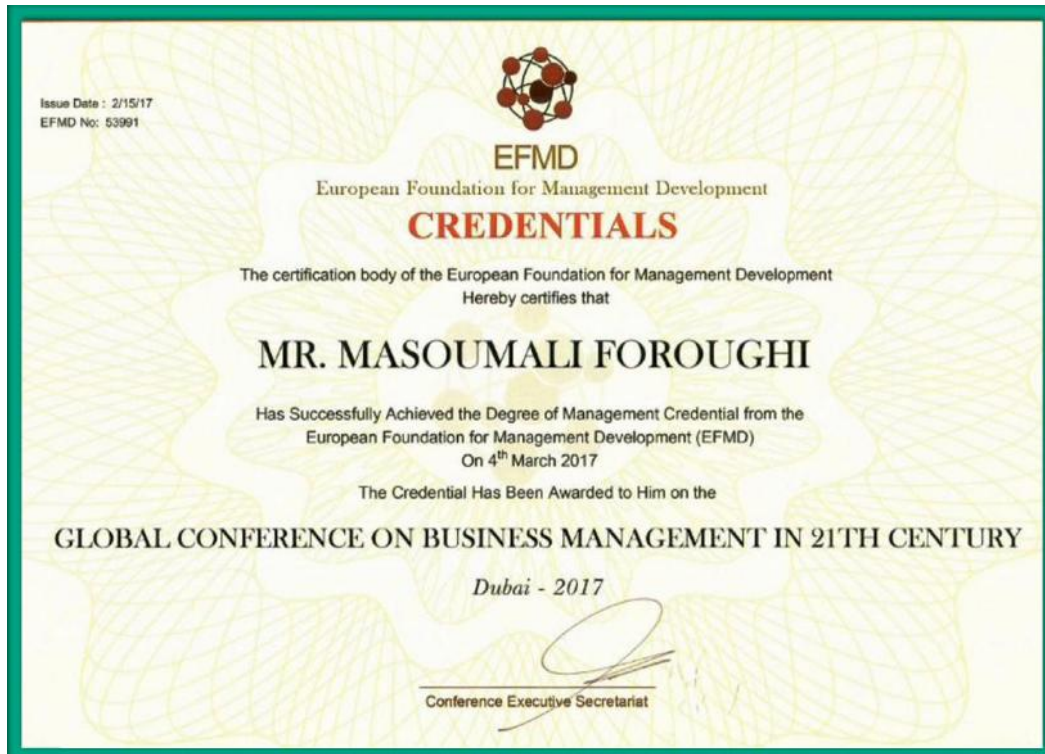 Issue Date : 2/15/17
EFMD No: 53991
EFMD
European Foundation for Management Development
CREDENTIALS
The certification body of the European Foundation for Management Development
Hereby certifies that
MR. MASOUMALI FOROUGHI
Has Successfully Achieved the Degree of Management Credential from the
European Foundation for Management Development (EFMD)
On 4th March 2017
The Credential Has Been Awarded to Him on the
GLOBAL CONFERENCE ON BUSINESS MANAGEMENT IN 21TH CENTURY
Dubai - 2017
Conference Executive Secretariat